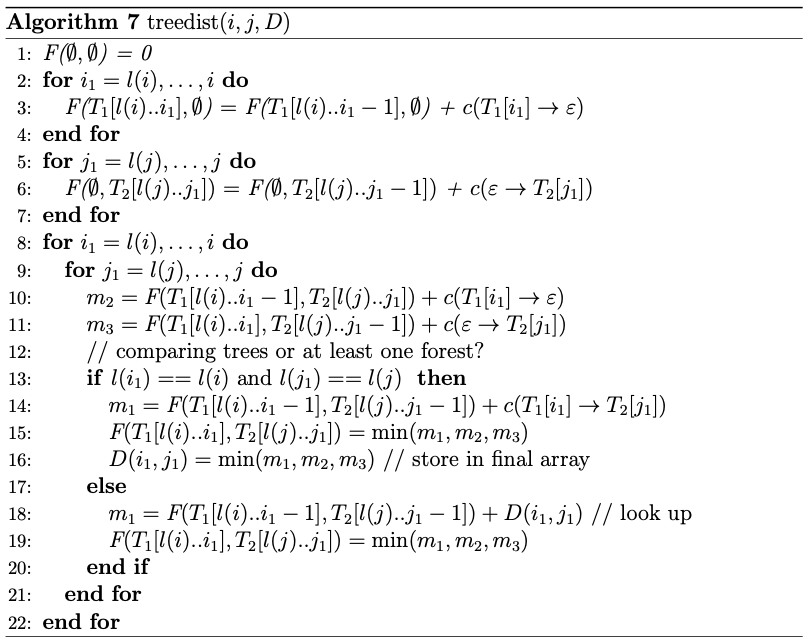 Algorithm 7 treedist(i, j, D)
1: F(∅, ∅) = 0
2: for i₁ = l(i), . . . , i do
3: F(T₁[l(i)..i₁], ∅) = F(T₁[l(i)..i₁ − 1], ∅) + c(T₁[i₁] → ε)
4: end for
5: for j₁ = l(j), . . . , j do
6: F(∅, T₂[l(j)..j₁]) = F(∅, T₂[l(j)..j₁ − 1]) + c(ε → T₂[j₁])
7: end for
8: for i₁ = l(i), . . . , i do
9: for j₁ = l(j), . . . , j do
10: m₂ = F(T₁[l(i)..i₁ − 1], T₂[l(j)..j₁]) + c(T₁[i₁] → ε)
11: m₃ = F(T₁[l(i)..i₁], T₂[l(j)..j₁ − 1]) + c(ε → T₂[j₁])
12: // comparing trees or at least one forest?
13: if l(i₁) == l(i) and l(j₁) == l(j) then
14: m₁ = F(T₁[l(i)..i₁ − 1], T₂[l(j)..j₁ − 1]) + c(T₁[i₁] → T₂[j₁])
15: F(T₁[l(i)..i₁], T₂[l(j)..j₁]) = min(m₁, m₂, m₃)
16: D(i₁, j₁) = min(m₁, m₂, m₃) // store in final array
17: else
18: m₁ = F(T₁[l(i)..i₁ − 1], T₂[l(j)..j₁ − 1]) + D(i₁, j₁) // look up
19: F(T₁[l(i)..i₁], T₂[l(j)..j₁]) = min(m₁, m₂, m₃)
20: end if
21: end for
22: end for